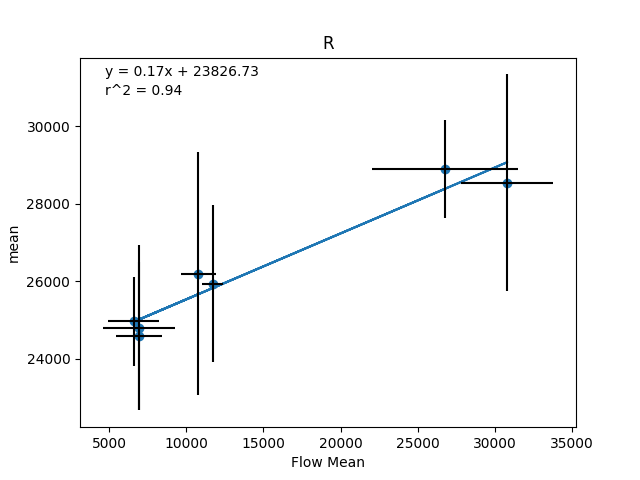 R
y = 0.17x + 23826.73
r^2 = 0.94
30000
28000
26000
24000
mean
5000 10000 15000 20000 25000 30000 35000
Flow Mean